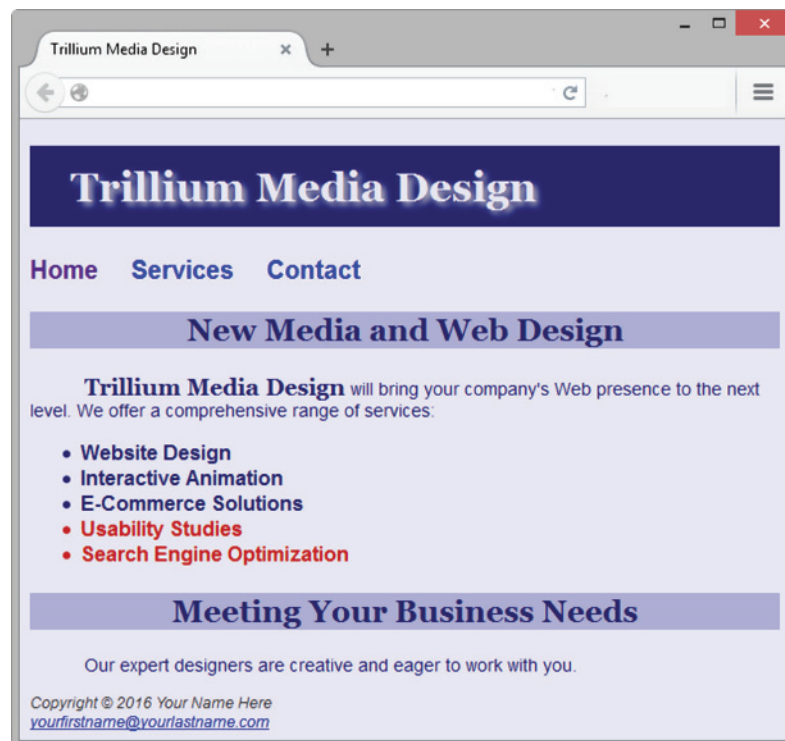 Trillium Media Design
Trillium Media Design
Home Services Contact
New Media and Web Design
Trillium Media Design will bring your company's Web presence to the next
level. We offer a comprehensive range of services:
• Website Design
• Interactive Animation
• E-Commerce Solutions
• Usability Studies
• Search Engine Optimization
Meeting Your Business Needs
Our expert designers are creative and eager to work with you.
Copyright © 2016 Your Name Here
yourfirstname@yourlastname.com